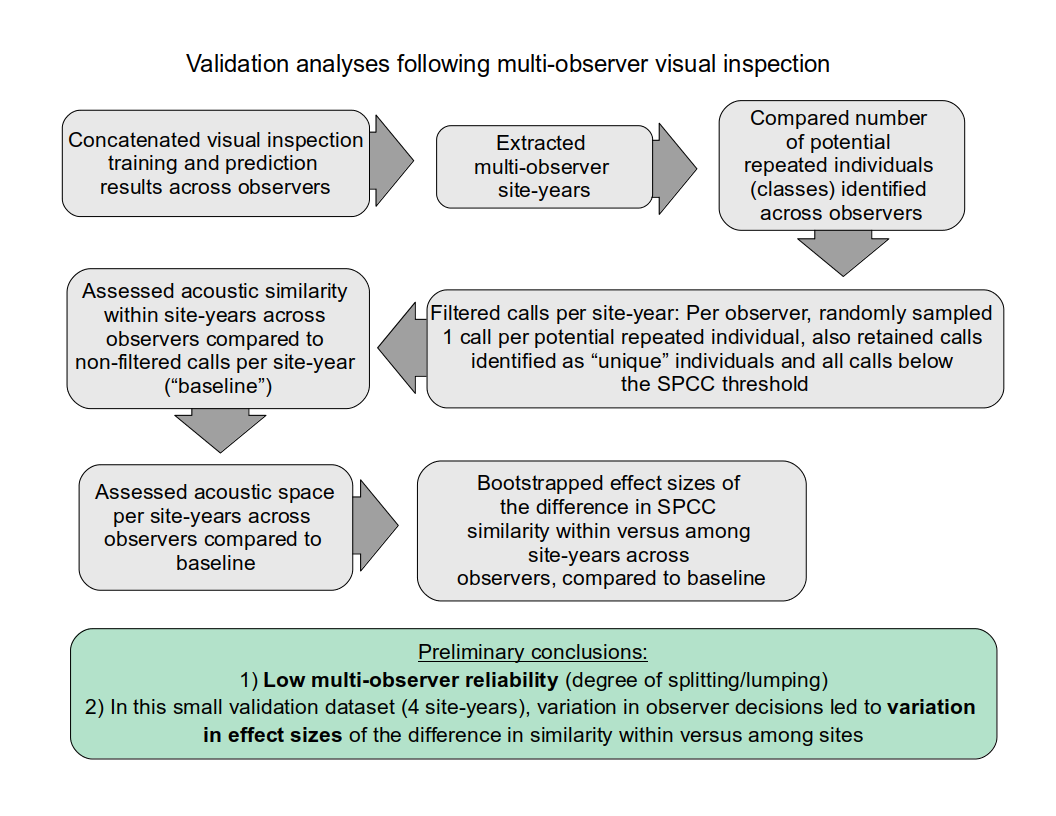 Validation analyses following multi-observer visual inspection
Concatenated visual inspection
training and prediction
results across observers
Extracted
multi-observer
site-years
Compared number
of potential
repeated individuals
(classes) identified
across observers
Filtered calls per site-year: Per observer, randomly sampled
1 call per potential repeated individual, also retained calls
identified as “unique” individuals and all calls below
the SPCC threshold
Assessed acoustic similarity
within site-years across
observers compared to
non-filtered calls per site-year
(“baseline”)
Assessed acoustic space
per site-years across
observers compared to
baseline
Bootstrapped effect sizes of
the difference in SPCC
similarity within versus among
site-years across
observers, compared to baseline
Preliminary conclusions:
1) Low multi-observer reliability (degree of splitting/lumping)
2) In this small validation dataset (4 site-years), variation in observer decisions led to variation
in effect sizes of the difference in similarity within versus among sites